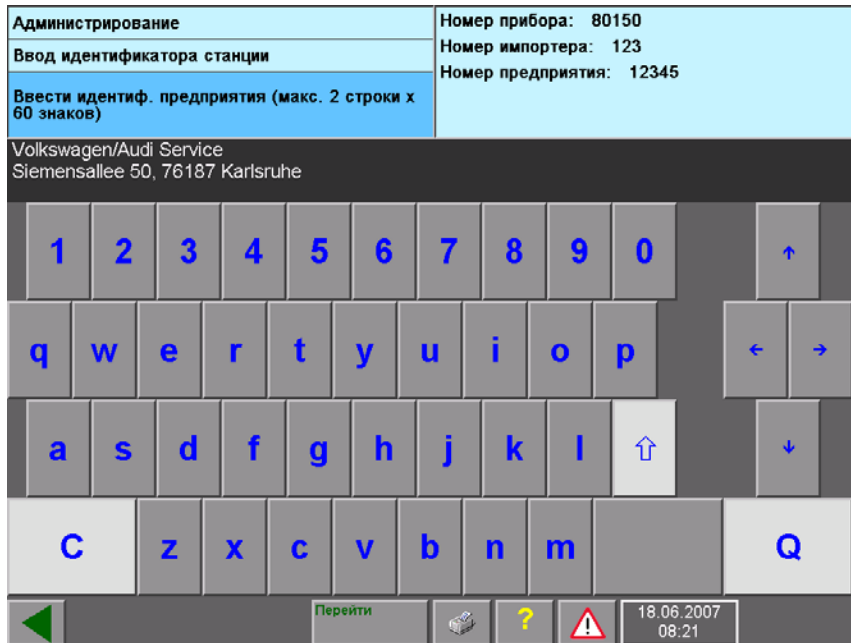 Администрирование
Ввод идентификатора станции
Ввести идентиф. предприятия (макс. 2 строки x
60 знаков)
Номер прибора: 80150
Номер импортера: 123
Номер предприятия: 12345
Volkswagen/Audi Service
Siemensallee 50, 76187 Karlsruhe
1 2 3 4 5 6 7 8 9 0 ↑
q w e r t y u i o p ← →
a s d f g h j k l ⇧ ↓
C z x c v b n m Q
Перейти ? 18.06.2007
08:21